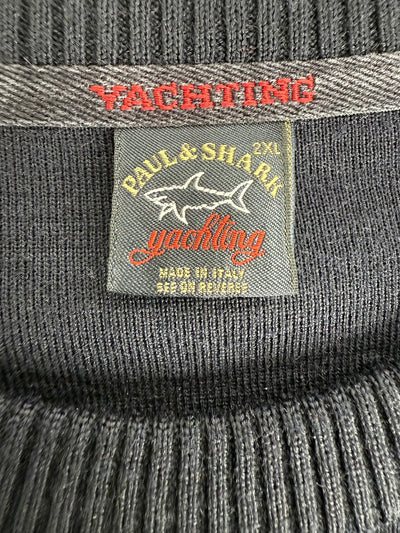 YACHTING
2XL
PAUL & SHARK
yachting
MADE IN ITALY
SEE ON REVERSE